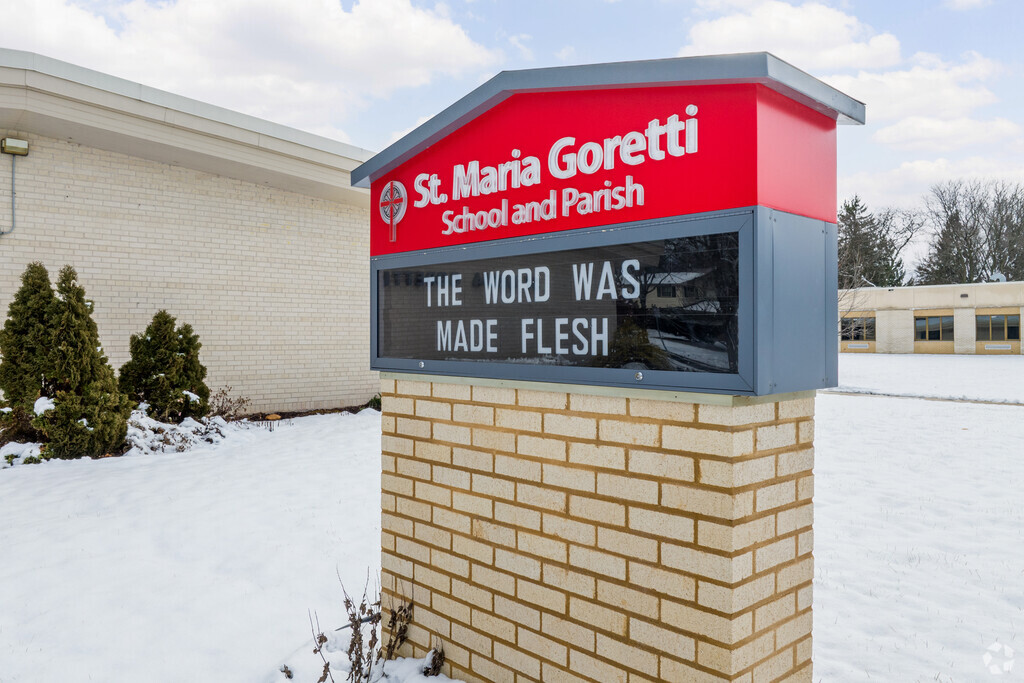 St. Maria Goretti
School and Parish
THE WORD WAS
MADE FLESH